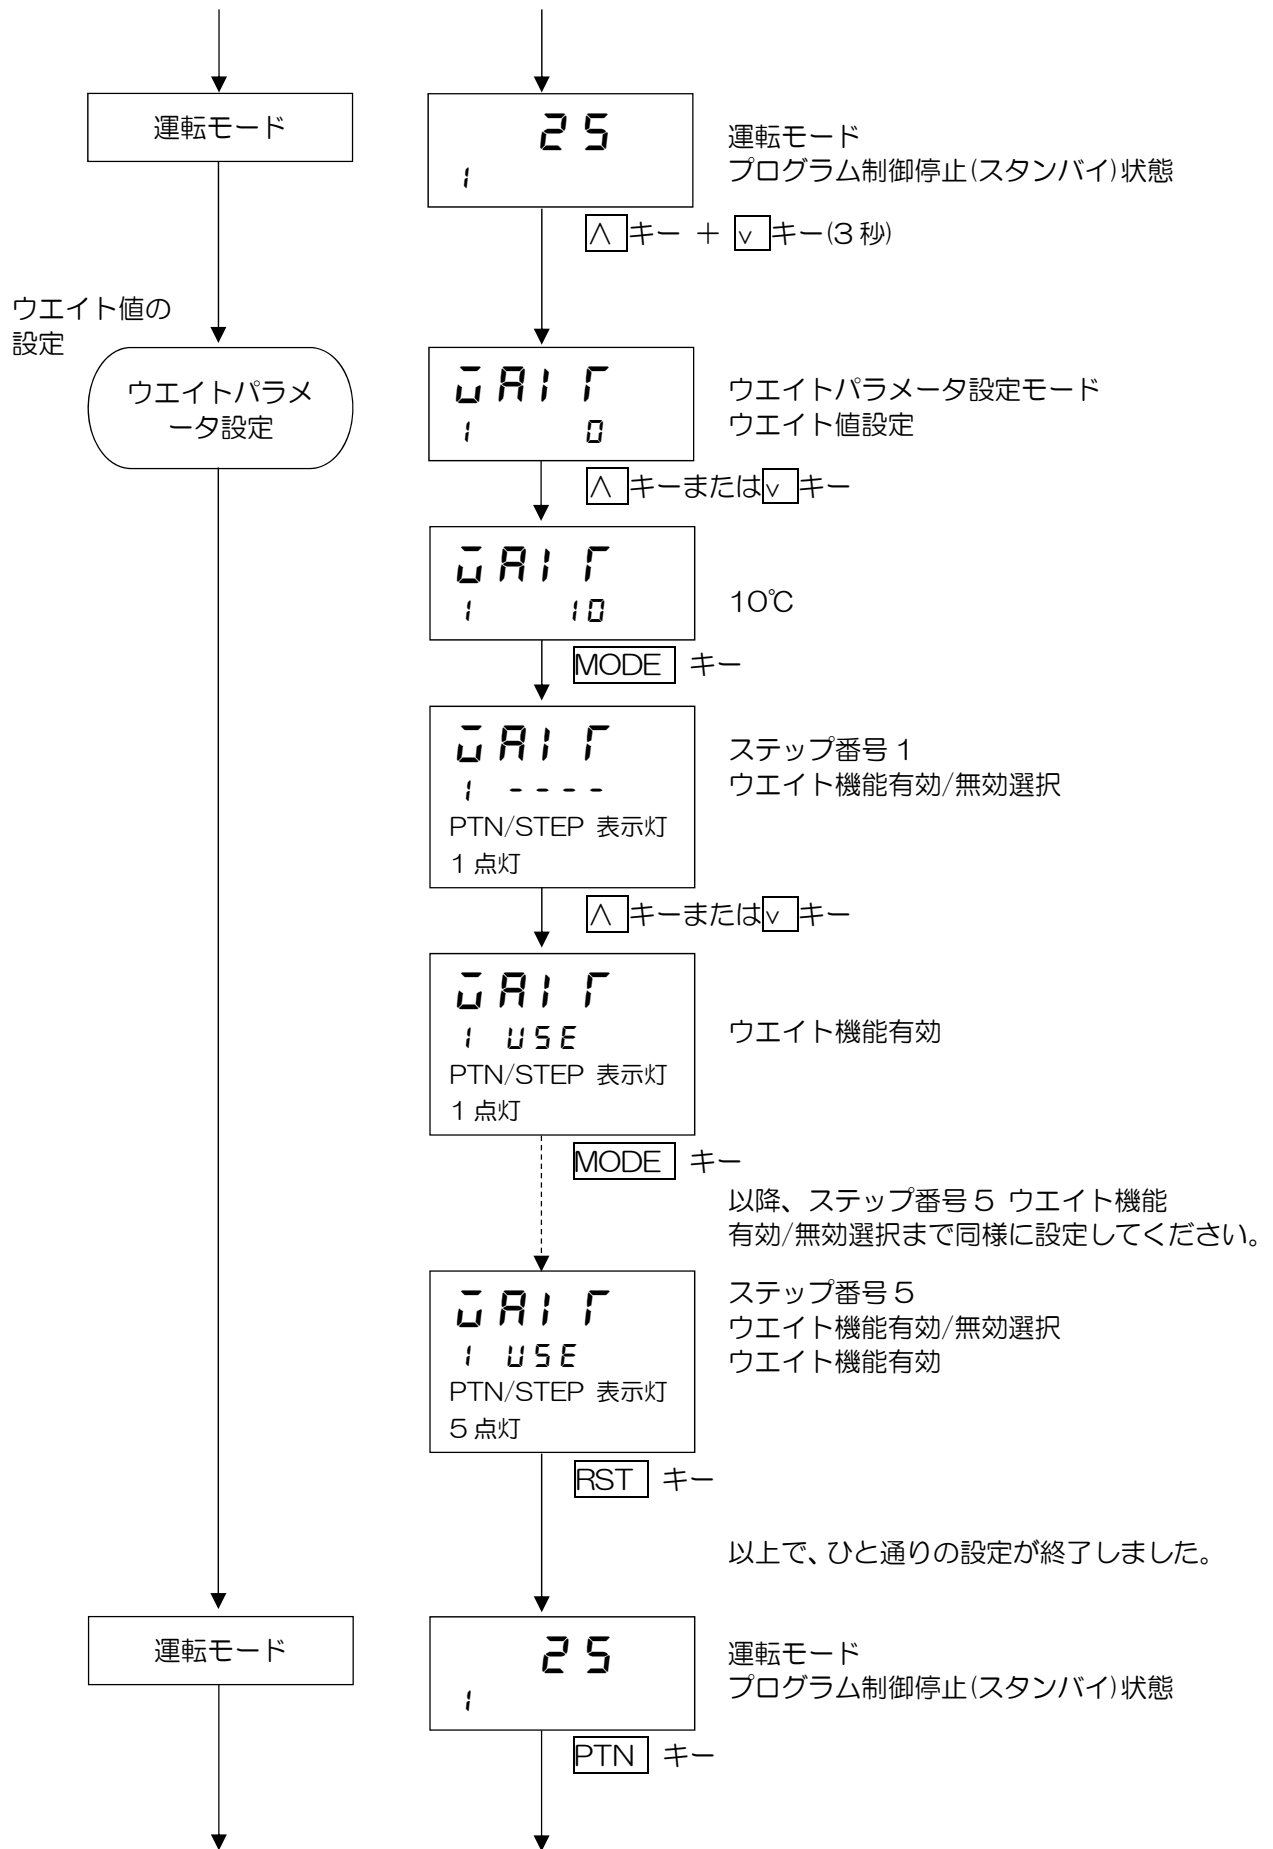 運転モード
25
1
運転モード
プログラム制御停止(スタンバイ)状態
∧ キー + ∨ キー(3 秒)
ウエイト値の
設定
ウエイトパラメ
ータ設定
WAIT
1 0
ウエイトパラメータ設定モード
ウエイト値設定
∧ キーまたは∨ キー
WAIT
1 10
10℃
MODE キー
WAIT
1 ----
PTN/STEP 表示灯
1 点灯
ステップ番号 1
ウエイト機能有効/無効選択
∧ キーまたは∨ キー
WAIT
1 USE
PTN/STEP 表示灯
1 点灯
ウエイト機能有効
MODE キー
以降、ステップ番号 5 ウエイト機能
有効/無効選択まで同様に設定してください。
WAIT
1 USE
PTN/STEP 表示灯
5 点灯
ステップ番号 5
ウエイト機能有効/無効選択
ウエイト機能有効
RST キー
以上で、ひと通りの設定が終了しました。
運転モード
25
1
運転モード
プログラム制御停止(スタンバイ)状態
PTN キー